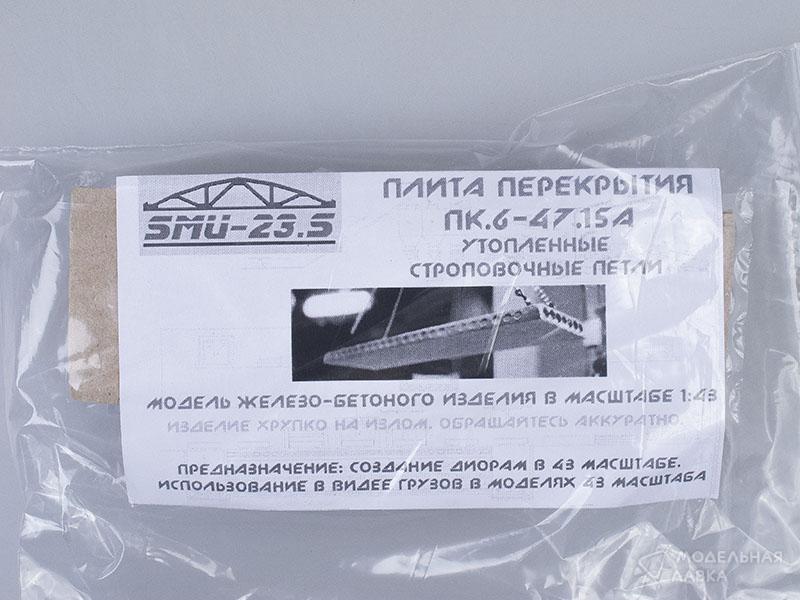 SMU-23.S
ПЛИТА ПЕРЕКРЫТИЯ
ПК.6-47.15А
УТОПЛЕННЫЕ
СТРОПОВОЧНЫЕ ПЕТЛИ
МОДЕЛЬ ЖЕЛЕЗО-БЕТОНОГО ИЗДЕЛИЯ В МАСШТАБЕ 1:43
ИЗДЕЛИЕ ХРУПКО НА ИЗЛОМ. ОБРАЩАЙТЕСЬ АККУРАТНО.
ПРЕДНАЗНАЧЕНИЕ: СОЗДАНИЕ ДИОРАМ В 43 МАСШТАБЕ.
ИСПОЛЬЗОВАНИЕ В ВИДЕЕ ГРУЗОВ В МОДЕЛЯХ 43 МАСШТАБА
МОДЕЛЬНАЯ
ЛАВКА